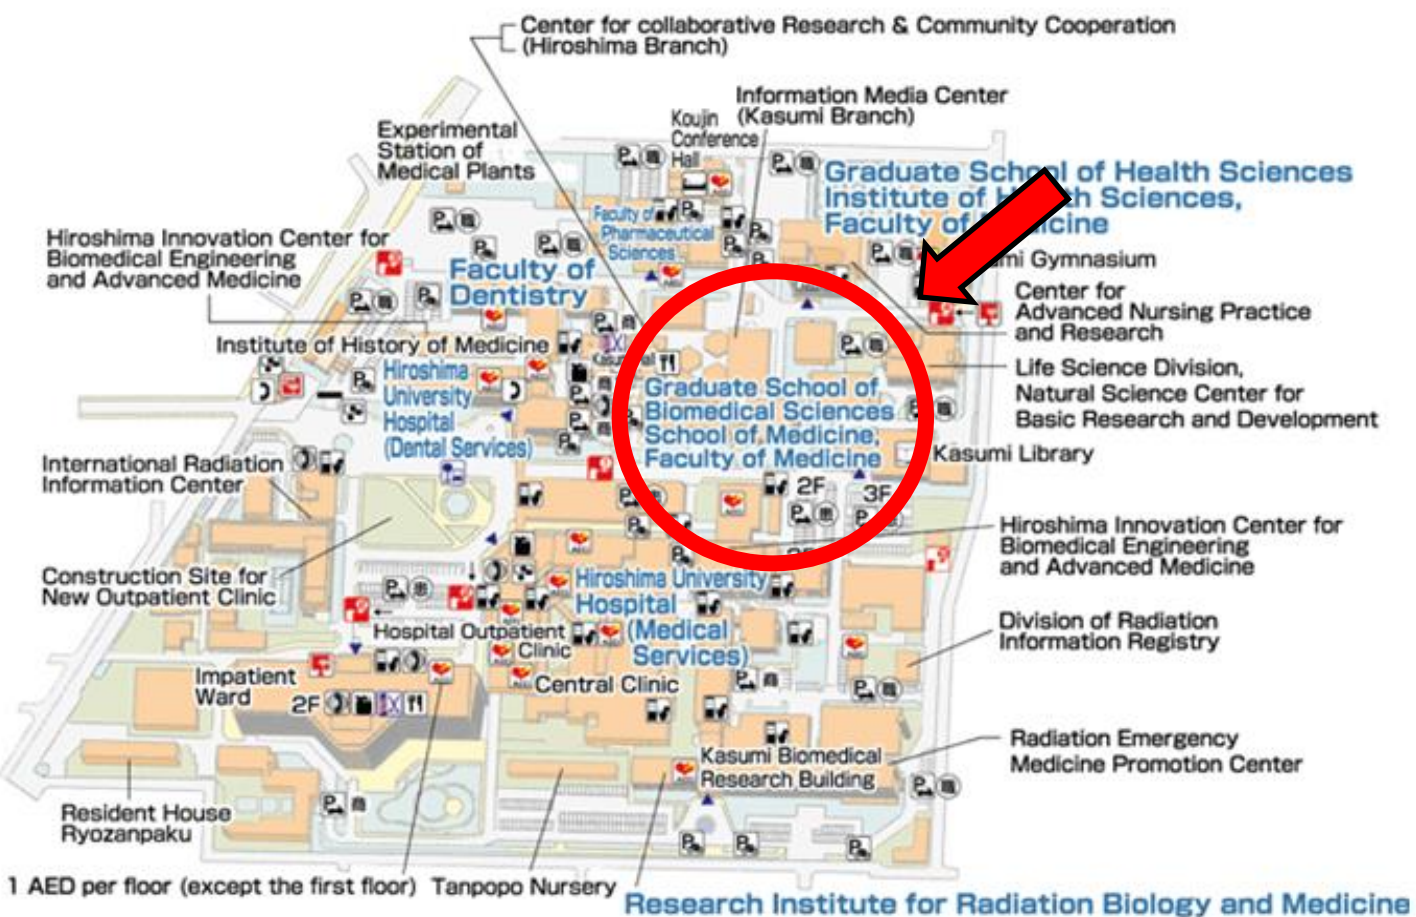 Center for collaborative Research & Community Cooperation
(Hiroshima Branch)
Information Media Center
(Kasumi Branch)
Koujin
Conference
Hall
Experimental
Station of
Medical Plants
Graduate School of Health Sciences
Institute of Sciences,
Faculty of
Faculty of
Pharmaceutical
Sciences
Hiroshima Innovation Center for
Biomedical Engineering
and Advanced Medicine
Faculty of
Dentistry
Gymnasium
Center for
Advanced Nursing Practice
and Research
Institute of History of Medicine
Hiroshima
University
Hospital
(Dental Services)
Life Science Division,
Natural Science Center for
Basic Research and Development
Graduate School of
Biomedical Sciences
School of Medicine,
Faculty of Medicine
Kasumi Library
International Radiation
Information Center
2F
3F
Hiroshima Innovation Center for
Biomedical Engineering
and Advanced Medicine
Construction Site for
New Outpatient Clinic
Hiroshima University
Hospital
(Medical
Services)
Hospital Outpatient
Clinic
Central Clinic
Division of Radiation
Information Registry
Impatient
Ward
2F
Radiation Emergency
Medicine Promotion Center
Kasumi Biomedical
Research Building
Resident House
Ryozanpaku
1 AED per floor (except the first floor)
Tanpopo Nursery
Research Institute for Radiation Biology and Medicine